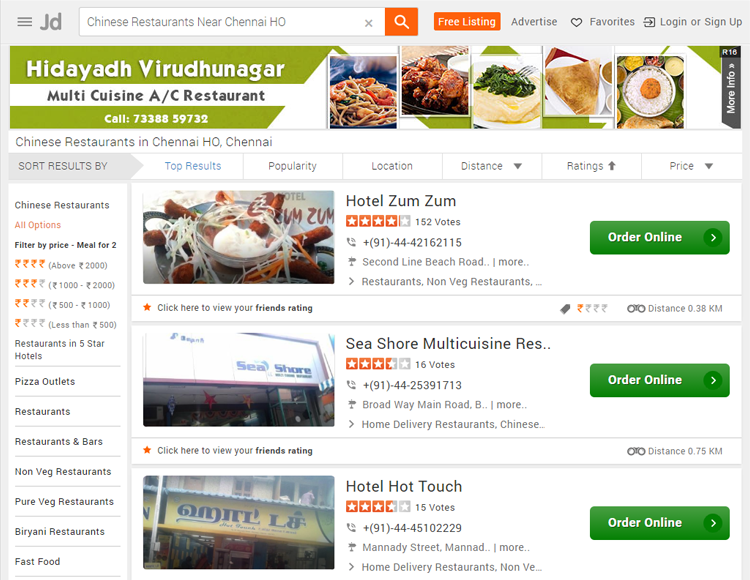 Jd
Chinese Restaurants Near Chennai HO
Free Listing
Advertise
Favorites
Login or Sign Up
Hidayadh Virudhunagar
Multi Cuisine A/C Restaurant
Call: 73388 59732
R16
More Info »
Chinese Restaurants in Chennai HO, Chennai
SORT RESULTS BY
Top Results
Popularity
Location
Distance
Ratings
Price
Chinese Restaurants
All Options
Filter by price - Meal for 2
₹₹₹₹ (Above ₹ 2000)
₹₹₹₹ (₹ 1000 - ₹ 2000)
₹₹₹₹ (₹ 500 - ₹ 1000)
₹₹₹₹ (Less than ₹ 500)
Restaurants in 5 Star
Hotels
Pizza Outlets
Restaurants
Restaurants & Bars
Non Veg Restaurants
Pure Veg Restaurants
Biryani Restaurants
Fast Food
HOTEL
ZUM ZUM
Hotel Zum Zum
152 Votes
+(91)-44-42162115
Second Line Beach Road.. | more..
Restaurants, Non Veg Restaurants, ...
Order Online
Click here to view your friends rating
₹₹₹₹
Distance 0.38 KM
Sea Shore
Sea Shore Multicuisine Res..
16 Votes
+(91)-44-25391713
Broad Way Main Road, B.. | more..
Home Delivery Restaurants, Chinese..
Order Online
Click here to view your friends rating
Distance 0.75 KM
ஹாட் டச்
Hot Touch
Hotel Hot Touch
15 Votes
+(91)-44-45102229
Mannady Street, Mannad.. | more..
Home Delivery Restaurants, Non Ve...
Order Online